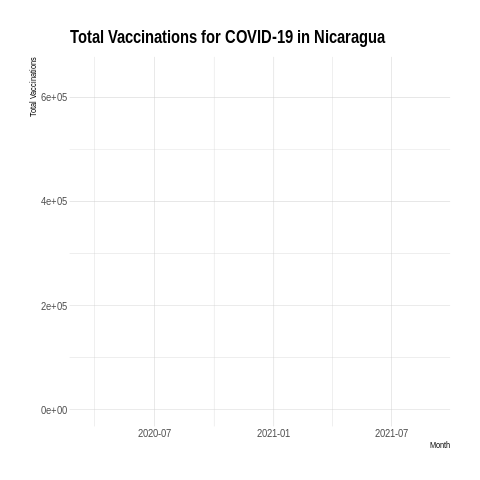 Total Vaccinations for COVID-19 in Nicaragua
Total Vaccinations
6e+05
4e+05
2e+05
0e+00
2020-07 2021-01 2021-07
Month